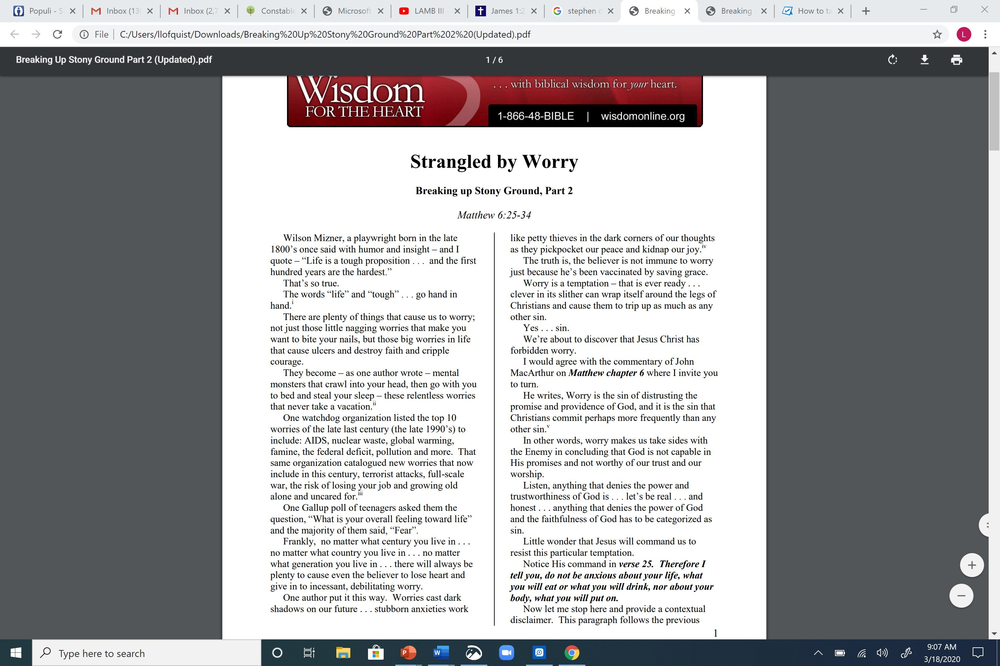 Populi - S
Inbox (13
Inbox (2,7
Constable
Microsoft
LAMB III -
James 1:2
stephen d
Breaking
Breaking
How to ta
File
C:/Users/llofquist/Downloads/Breaking%20Up%20Stony%20Ground%20Part%202%20(Updated).pdf
L
Breaking Up Stony Ground Part 2 (Updated).pdf
1 / 6
Wisdom
FOR THE HEART
. . . with biblical wisdom for your heart.
1-866-48-BIBLE | wisdomonline.org
Strangled by Worry
Breaking up Stony Ground, Part 2
Matthew 6:25-34
Wilson Mizner, a playwright born in the late
1800’s once said with humor and insight – and I
quote – “Life is a tough proposition . . .  and the first
hundred years are the hardest.”
That’s so true.
The words “life” and “tough” . . . go hand in
hand.i
There are plenty of things that cause us to worry;
not just those little nagging worries that make you
want to bite your nails, but those big worries in life
that cause ulcers and destroy faith and cripple
courage.
They become – as one author wrote – mental
monsters that crawl into your head, then go with you
to bed and steal your sleep – these relentless worries
that never take a vacation.ii
One watchdog organization listed the top 10
worries of the late last century (the late 1990’s) to
include: AIDS, nuclear waste, global warming,
famine, the federal deficit, pollution and more.  That
same organization catalogued new worries that now
include in this century, terrorist attacks, full-scale
war, the risk of losing your job and growing old
alone and uncared for.iii
One Gallup poll of teenagers asked them the
question, “What is your overall feeling toward life”
and the majority of them said, “Fear”.
Frankly,  no matter what century you live in . . .
no matter what country you live in . . . no matter
what generation you live in . . . there will always be
plenty to cause even the believer to lose heart and
give in to incessant, debilitating worry.
One author put it this way.  Worries cast dark
shadows on our future . . . stubborn anxieties work
like petty thieves in the dark corners of our thoughts
as they pickpocket our peace and kidnap our joy.iv
The truth is, the believer is not immune to worry
just because he’s been vaccinated by saving grace.
Worry is a temptation – that is ever ready . . .
clever in its slither can wrap itself around the legs of
Christians and cause them to trip up as much as any
other sin.
Yes . . . sin.
We’re about to discover that Jesus Christ has
forbidden worry.
I would agree with the commentary of John
MacArthur on Matthew chapter 6 where I invite you
to turn.
He writes, Worry is the sin of distrusting the
promise and providence of God, and it is the sin that
Christians commit perhaps more frequently than any
other sin.v
In other words, worry makes us take sides with
the Enemy in concluding that God is not capable in
His promises and not worthy of our trust and our
worship.
Listen, anything that denies the power and
trustworthiness of God is . . . let’s be real . . . and
honest . . . anything that denies the power of God
and the faithfulness of God has to be categorized as
sin.
Little wonder that Jesus will command us to
resist this particular temptation.
Notice His command in verse 25.  Therefore I
tell you, do not be anxious about your life, what
you will eat or what you will drink, nor about your
body, what you will put on.
Now let me stop here and provide a contextual
disclaimer.  This paragraph follows the previous
1
Type here to search
9:07 AM
3/18/2020